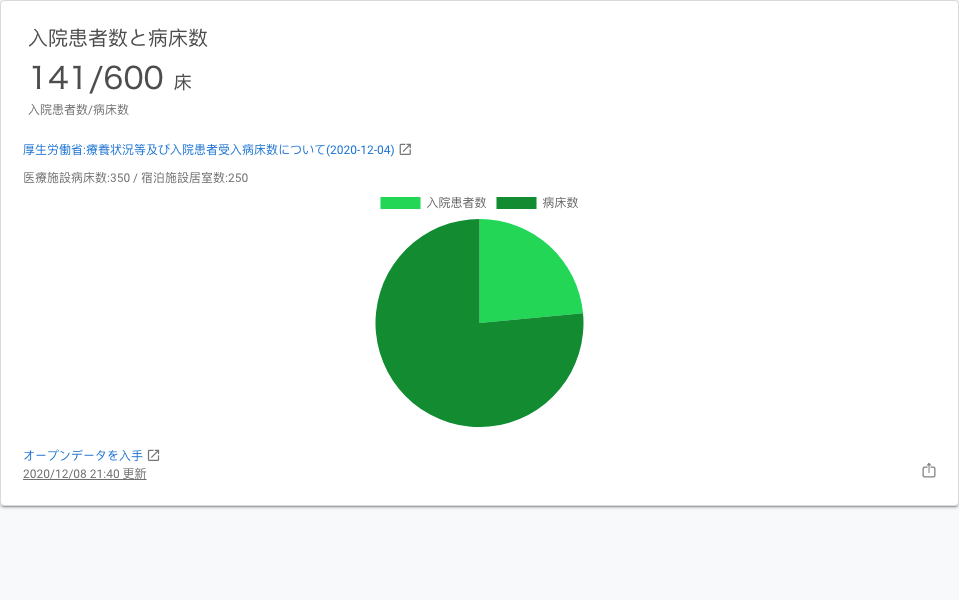 入院患者数と病床数
141/600 床
入院患者数/病床数
厚生労働省:療養状況等及び入院患者受入病床数について(2020-12-04)
医療施設病床数:350 / 宿泊施設居室数:250
入院患者数 病床数
オープンデータを入手
2020/12/08 21:40 更新